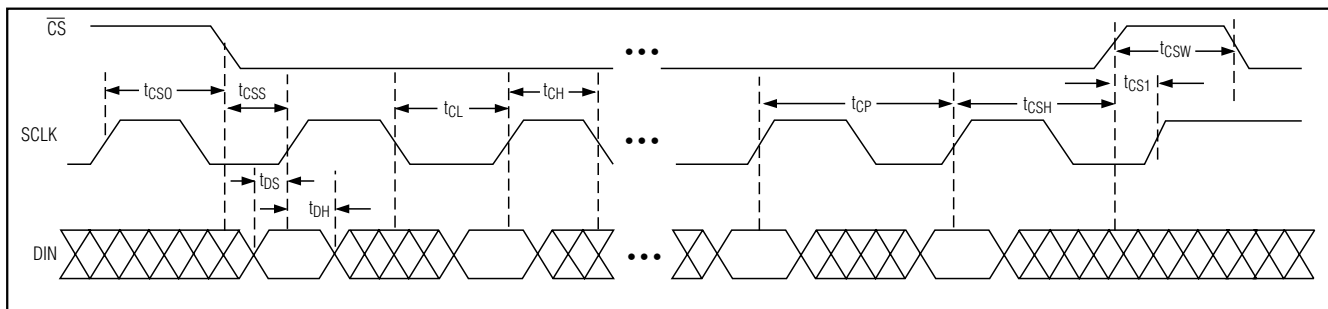 CS
tCSW
tCS1
tCSO
tCSS
tCL
tCH
tCP
tCSH
SCLK
tDS
tDH
DIN